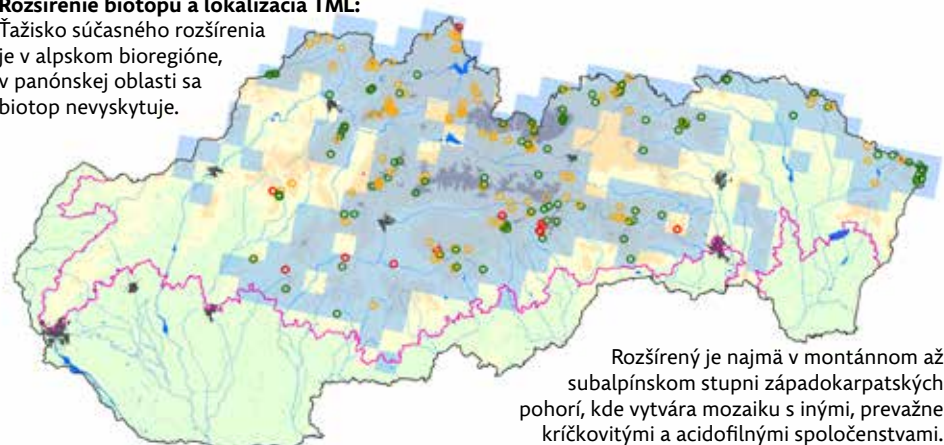 Rozšírenie biotopu a lokalizácia TML:
Ťažisko súčasného rozšírenia
je v alpskom bioregióne,
v panónskej oblasti sa
biotop nevyskytuje.
Rozšírený je najmä v montánnom až
subalpínskom stupni západokarpatských
pohorí, kde vytvára mozaiku s inými, prevažne
kríčkovitými a acidofilnými spoločenstvami.